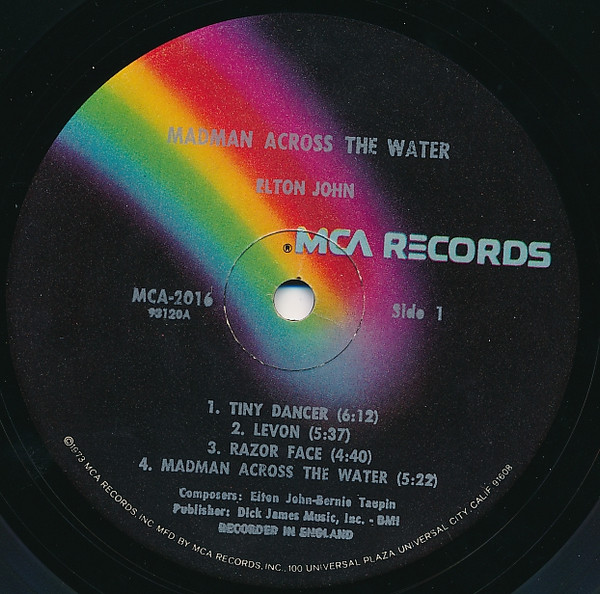 MADMAN ACROSS THE WATER
ELTON JOHN
® MCA RECORDS
MCA-2016
93120A
Side 1
1. TINY DANCER (6:12)
2. LEVON (5:37)
3. RAZOR FACE (4:40)
4. MADMAN ACROSS THE WATER (5:22)
Composers: Elton John-Bernie Taupin
Publisher: Dick James Music, Inc. - BMI
RECORDED IN ENGLAND
©1973 MCA RECORDS, INC. MFD BY MCA RECORDS, INC., 100 UNIVERSAL PLAZA, UNIVERSAL CITY, CALIF. 91608